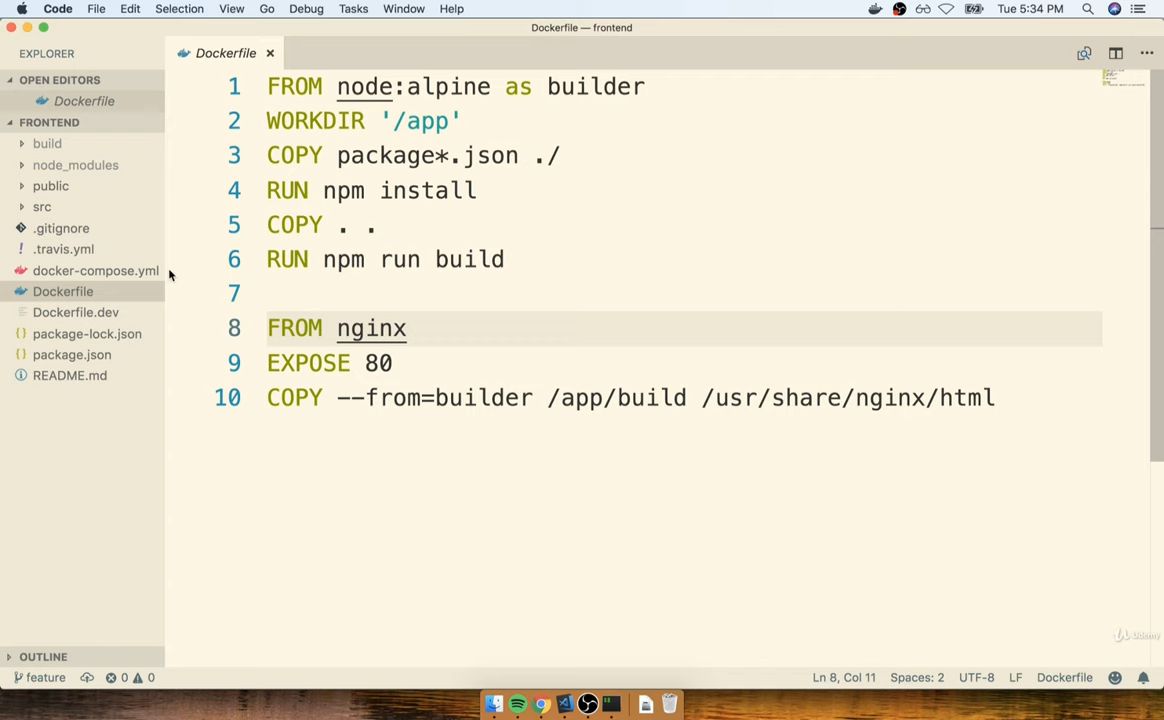 Code File Edit Selection View Go Debug Tasks Window Help Tue 5:34 PM
Dockerfile — frontend
EXPLORER
Dockerfile
OPEN EDITORS
Dockerfile
FRONTEND
build
node_modules
public
src
.gitignore
.travis.yml
docker-compose.yml
Dockerfile
Dockerfile.dev
package-lock.json
package.json
README.md
OUTLINE
1 FROM node:alpine as builder
2 WORKDIR '/app'
3 COPY package*.json ./
4 RUN npm install
5 COPY . .
6 RUN npm run build
7
8 FROM nginx
9 EXPOSE 80
10 COPY --from=builder /app/build /usr/share/nginx/html
Udemy
feature 0 0 Ln 8, Col 11 Spaces: 2 UTF-8 LF Dockerfile